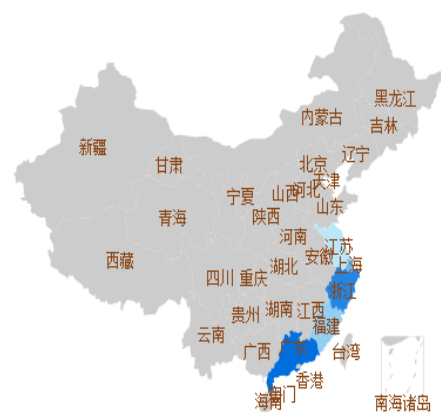 黑龙江
内蒙古
吉林
新疆
辽宁
北京
甘肃
天津
河北
山西
宁夏
山东
陕西
青海
河南
江苏
安徽
西藏
上海
湖北
四川
重庆
浙江
湖南
江西
贵州
福建
云南
广东
广西
台湾
香港
澳门
海南
南海诸岛